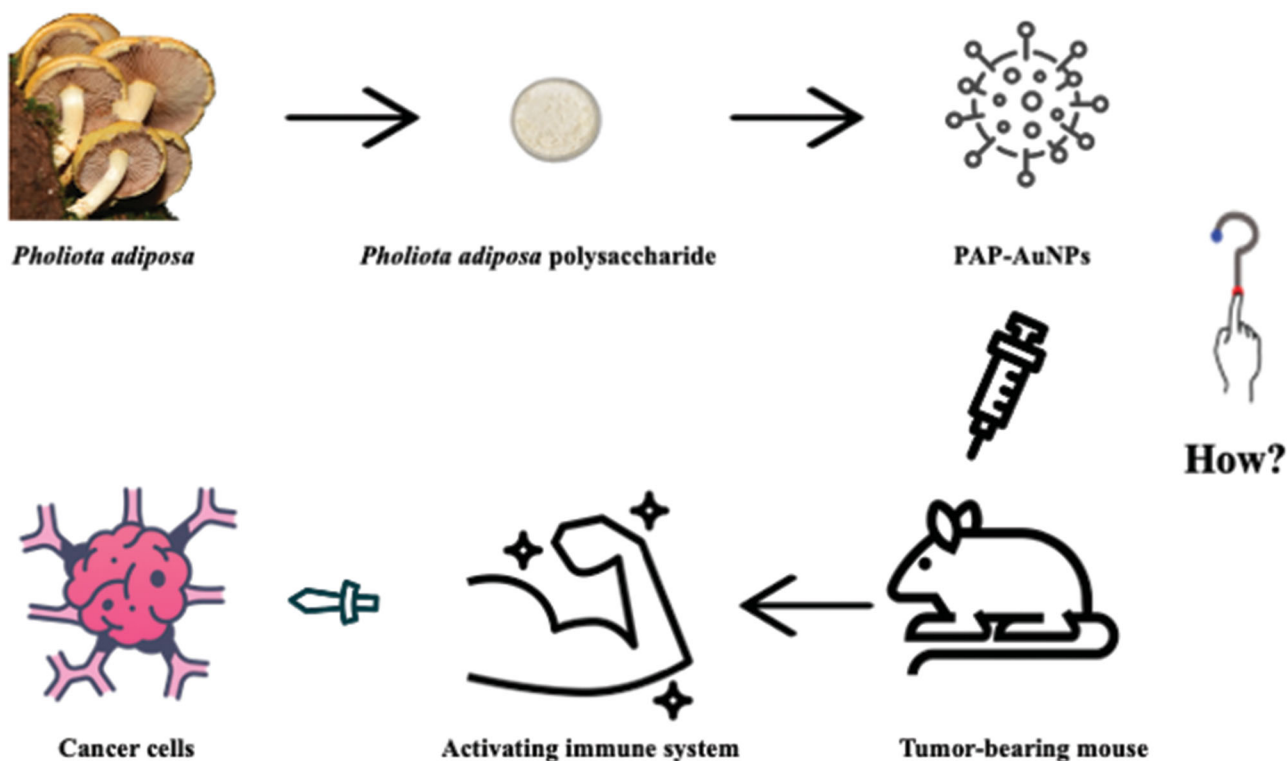 Pholiota adiposa
Pholiota adiposa polysaccharide
PAP-AuNPs
How?
Cancer cells
Activating immune system
Tumor-bearing mouse